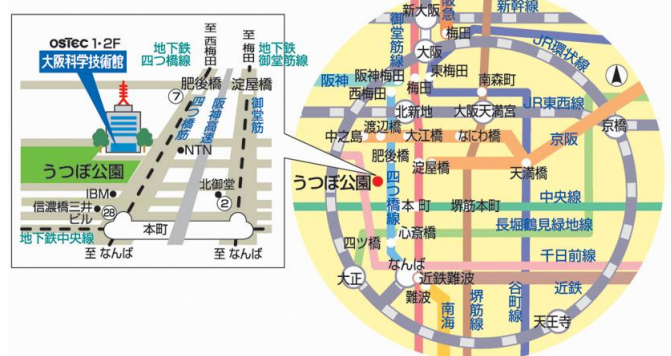 OSTEC 1・2F
大阪科学技術館
至 西梅田
至 梅田
地下鉄
四つ橋線
地下鉄
御堂筋線
肥後橋
淀屋橋
⑦
四つ橋筋
阪神高速
御堂筋
NTN
うつぼ公園
IBM
信濃橋三井
ビル
㉘
北御堂
②
本町
地下鉄中央線
至 なんば
至 なんば
新大阪
御堂筋線
阪急
梅田
新幹線
JR環状線
大阪
東梅田
阪神
阪神梅田
西梅田
梅田
南森町
JR東西線
北新地
大阪天満宮
京橋
京阪
中之島
渡辺橋
大江橋
なにわ橋
肥後橋
淀屋橋
天満橋
うつぼ公園
四つ橋線
中央線
本町
堺筋本町
長堀鶴見緑地線
四ツ橋
心斎橋
千日前線
なんば
大正
近鉄難波
近鉄
難波
南海
堺筋線
谷町線
天王寺